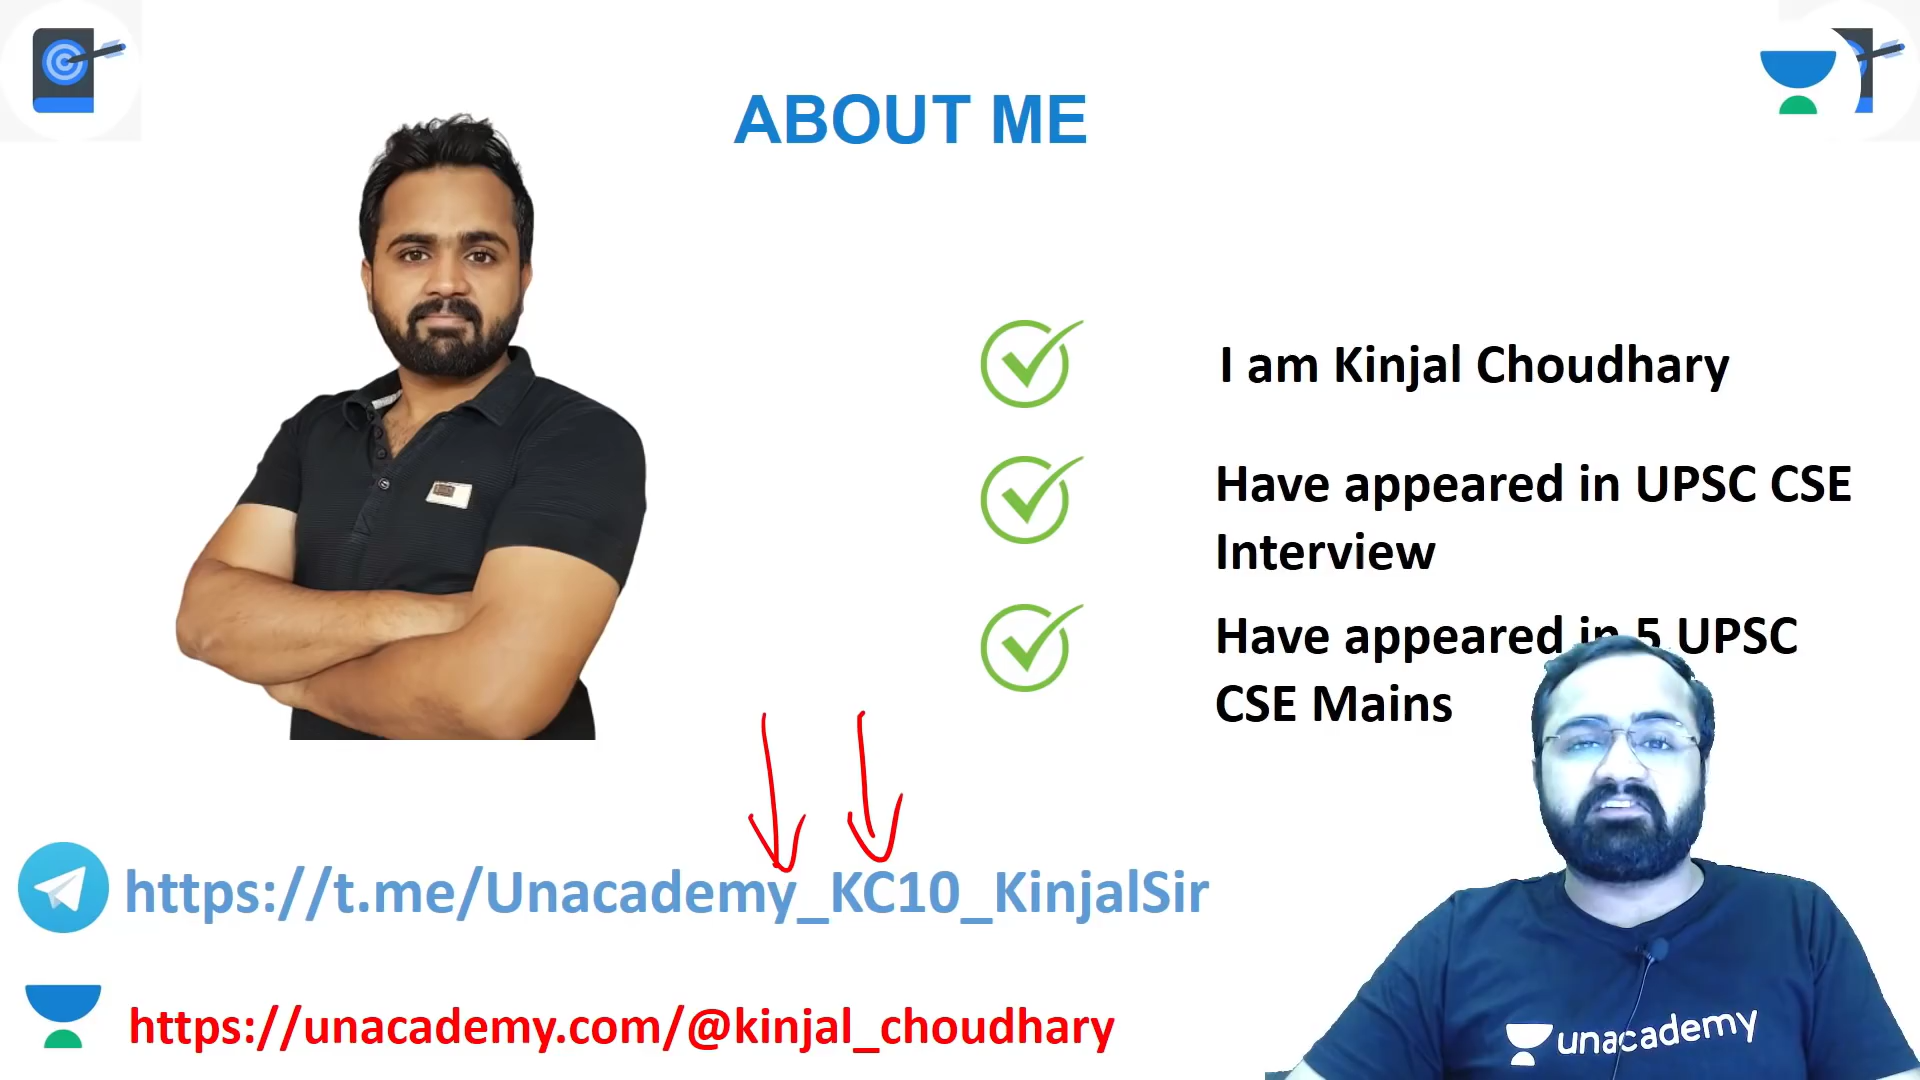 ABOUT ME
I am Kinjal Choudhary
Have appeared in UPSC CSE
Interview
Have appeared in 5 UPSC
CSE Mains
https://t.me/Unacademy_KC10_KinjalSir
https://unacademy.com/@kinjal_choudhary
unacademy